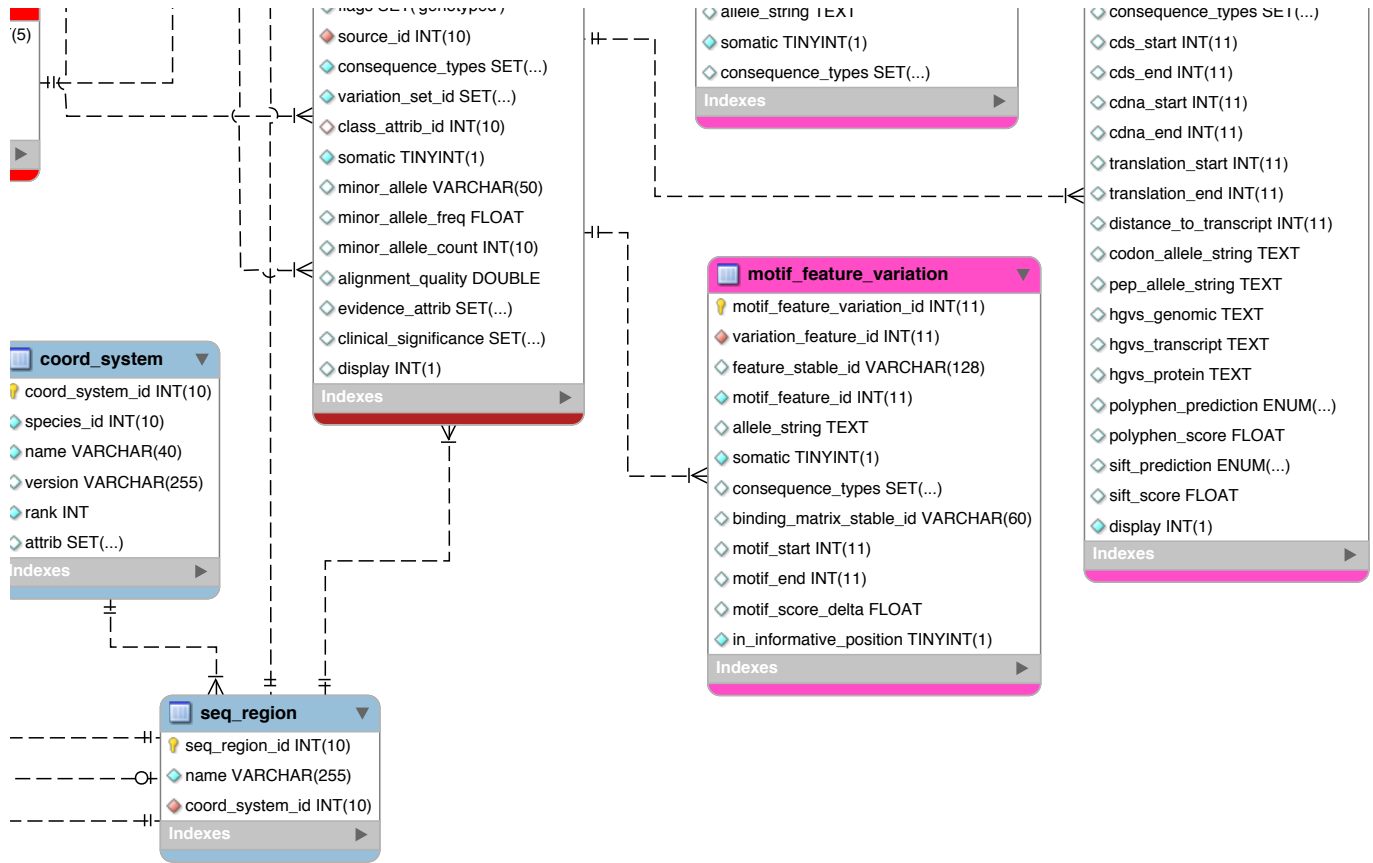 (5)
flags SET('genotyped')
source_id INT(10)
consequence_types SET(...)
variation_set_id SET(...)
class_attrib_id INT(10)
somatic TINYINT(1)
minor_allele VARCHAR(50)
minor_allele_freq FLOAT
minor_allele_count INT(10)
alignment_quality DOUBLE
evidence_attrib SET(...)
clinical_significance SET(...)
display INT(1)
Indexes
allele_string TEXT
somatic TINYINT(1)
consequence_types SET(...)
Indexes
consequence_types SET(...)
cds_start INT(11)
cds_end INT(11)
cdna_start INT(11)
cdna_end INT(11)
translation_start INT(11)
translation_end INT(11)
distance_to_transcript INT(11)
codon_allele_string TEXT
pep_allele_string TEXT
hgvs_genomic TEXT
hgvs_transcript TEXT
hgvs_protein TEXT
polyphen_prediction ENUM(...)
polyphen_score FLOAT
sift_prediction ENUM(...)
sift_score FLOAT
display INT(1)
Indexes
motif_feature_variation
motif_feature_variation_id INT(11)
variation_feature_id INT(11)
feature_stable_id VARCHAR(128)
motif_feature_id INT(11)
allele_string TEXT
somatic TINYINT(1)
consequence_types SET(...)
binding_matrix_stable_id VARCHAR(60)
motif_start INT(11)
motif_end INT(11)
motif_score_delta FLOAT
in_informative_position TINYINT(1)
Indexes
coord_system
coord_system_id INT(10)
species_id INT(10)
name VARCHAR(40)
version VARCHAR(255)
rank INT
attrib SET(...)
Indexes
seq_region
seq_region_id INT(10)
name VARCHAR(255)
coord_system_id INT(10)
Indexes